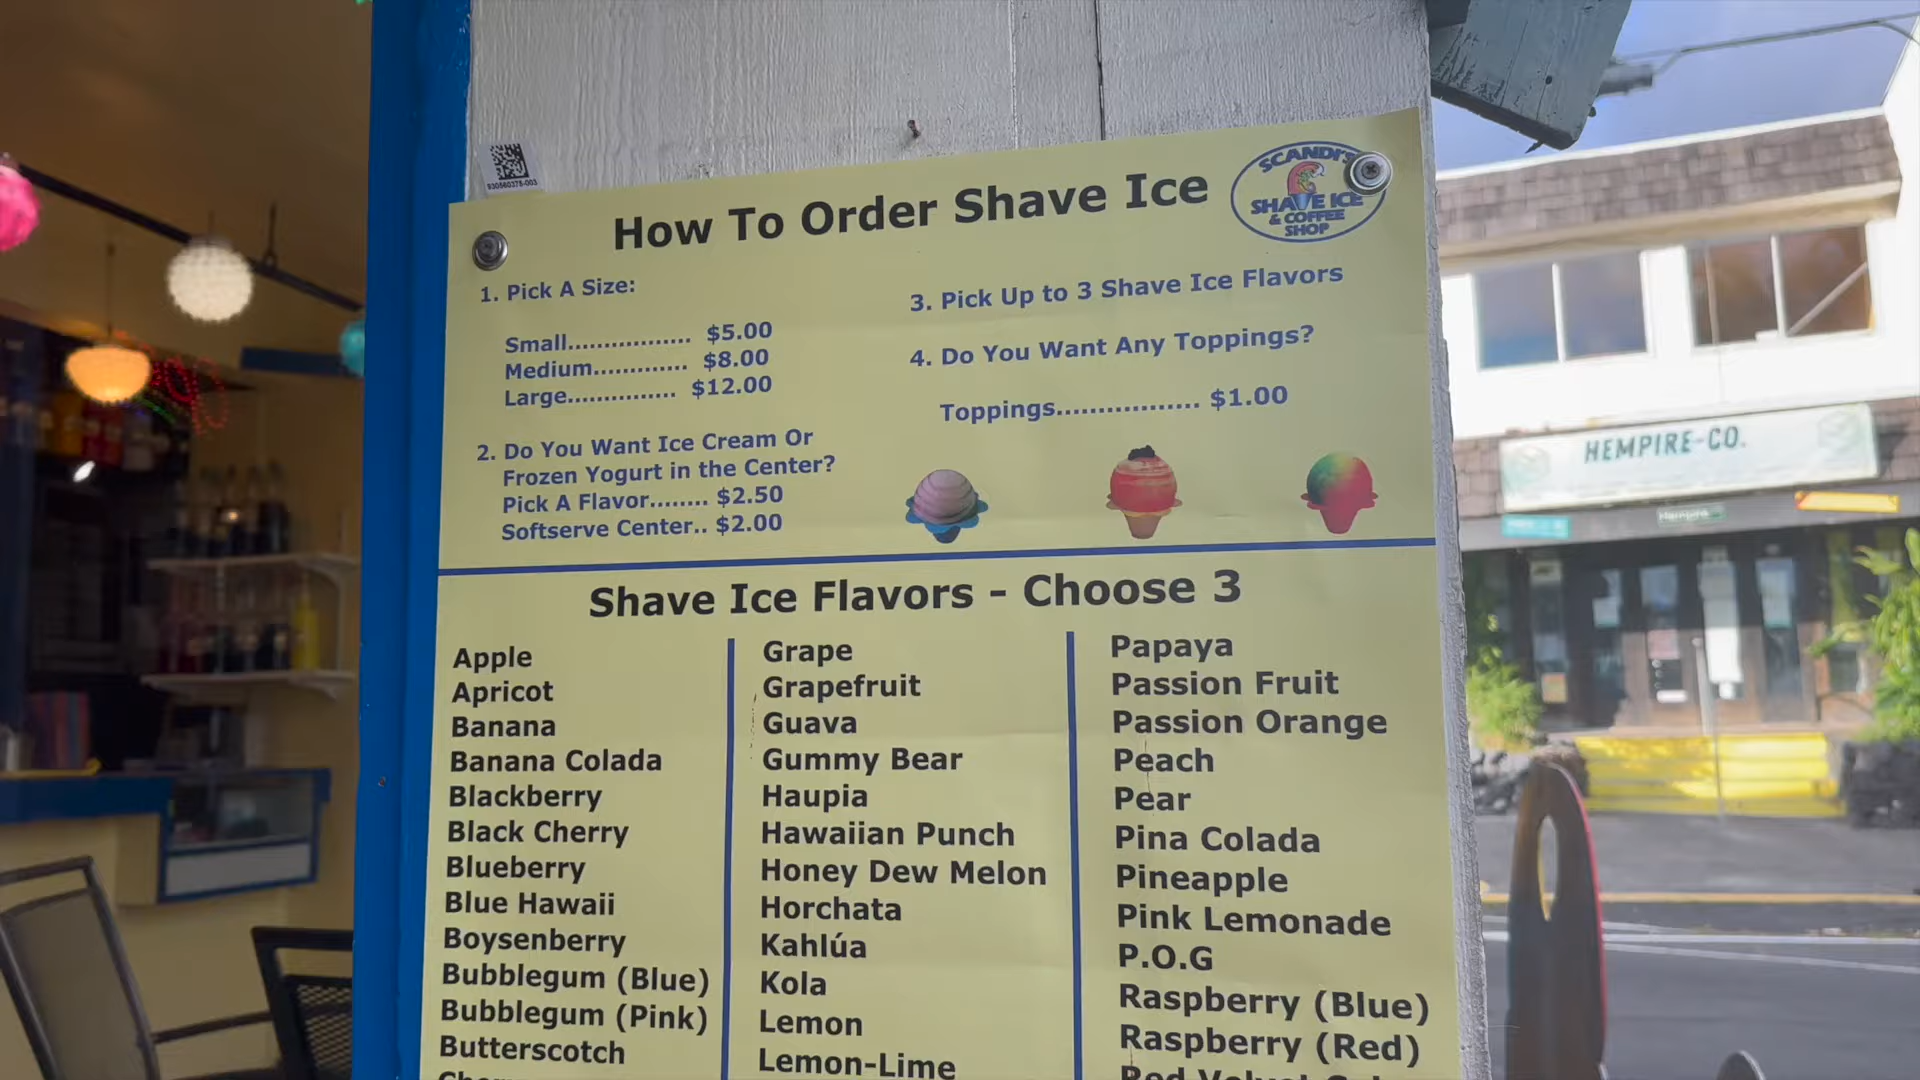 930560378-003
How To Order Shave Ice
SCANDI'S
SHAVE ICE
& COFFEE
SHOP
1. Pick A Size:
Small................. $5.00
Medium............. $8.00
Large............... $12.00
2. Do You Want Ice Cream Or
Frozen Yogurt in the Center?
Pick A Flavor........ $2.50
Softserve Center.. $2.00
3. Pick Up to 3 Shave Ice Flavors
4. Do You Want Any Toppings?
Toppings................. $1.00
Shave Ice Flavors - Choose 3
Apple
Apricot
Banana
Banana Colada
Blackberry
Black Cherry
Blueberry
Blue Hawaii
Boysenberry
Bubblegum (Blue)
Bubblegum (Pink)
Butterscotch
Grape
Grapefruit
Guava
Gummy Bear
Haupia
Hawaiian Punch
Honey Dew Melon
Horchata
Kahlúa
Kola
Lemon
Lemon-Lime
Papaya
Passion Fruit
Passion Orange
Peach
Pear
Pina Colada
Pineapple
Pink Lemonade
P.O.G
Raspberry (Blue)
Raspberry (Red)
Red Velvet
HEMPIRE-CO.
Hempire